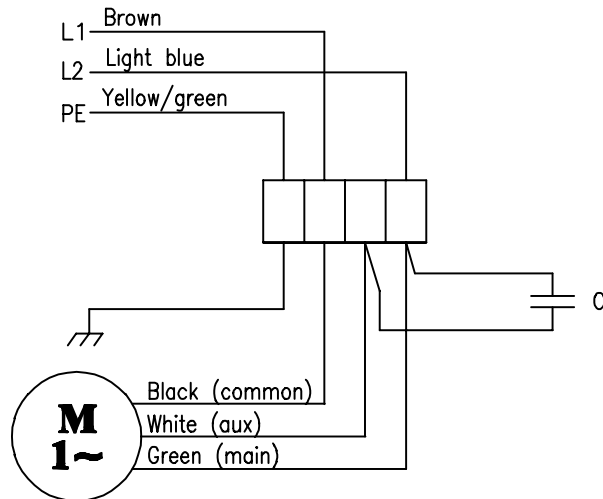 L1 Brown
L2 Light blue
PE Yellow/green
C
Black (common)
M
1~
White (aux)
Green (main)